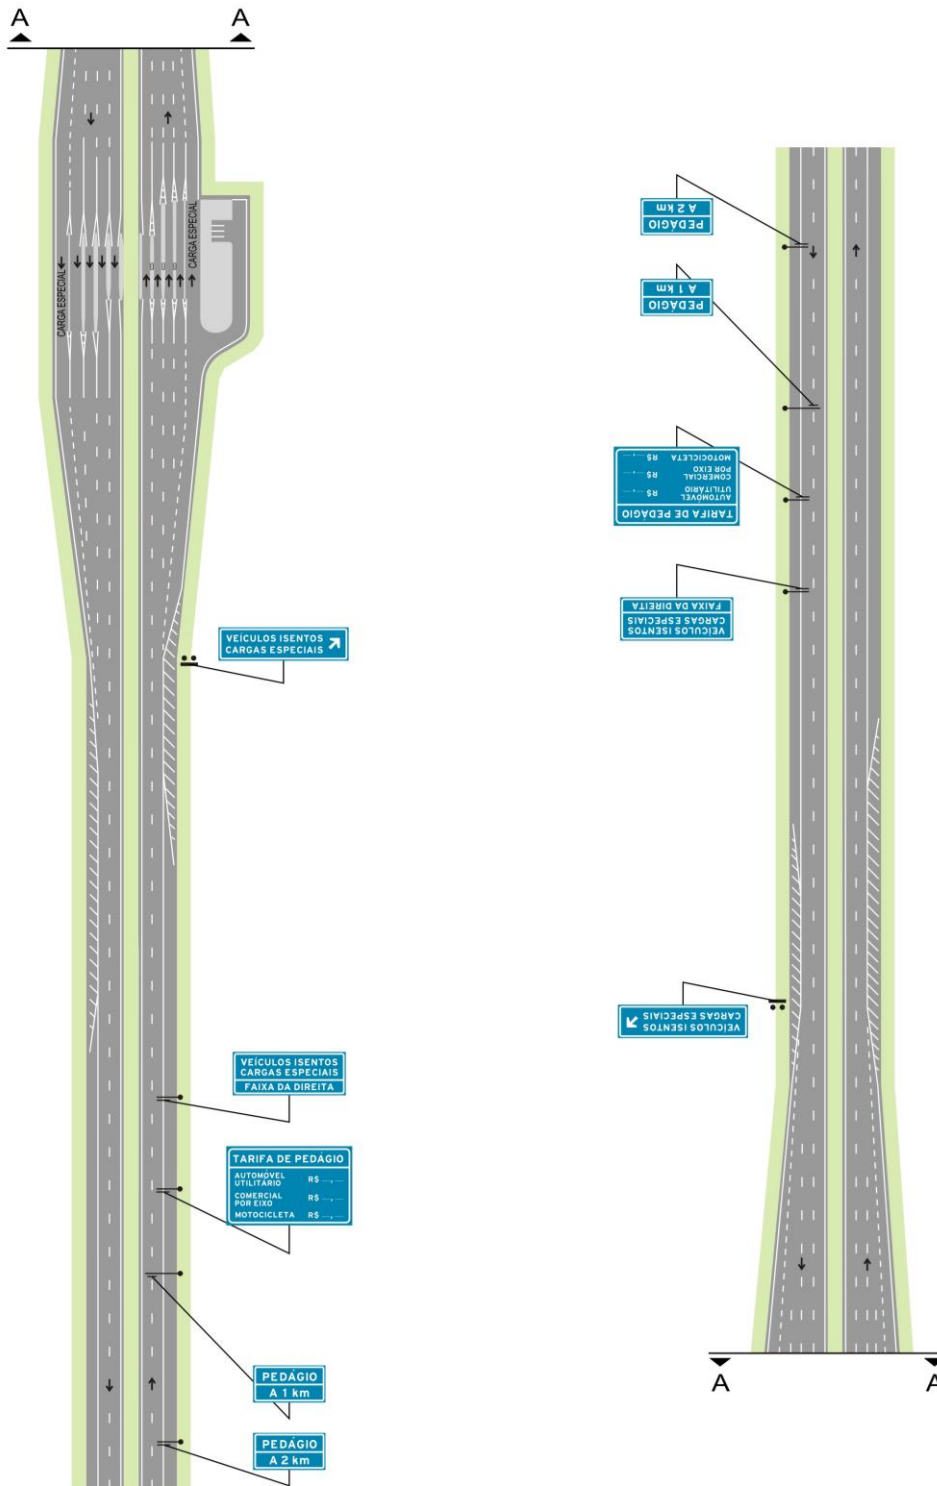 A
A
CARGA ESPECIAL
CARGA ESPECIAL
VEÍCULOS ISENTOS
CARGAS ESPECIAIS
VEÍCULOS ISENTOS
CARGAS ESPECIAIS
FAIXA DA DIREITA
TARIFA DE PEDÁGIO
AUTOMÓVEL
UTILITÁRIO R$ ---,---
COMERCIAL
POR EIXO R$ ---,---
MOTOCICLETA R$ ---,---
PEDÁGIO
A 1 km
PEDÁGIO
A 2 km
PEDÁGIO
A 2 km
PEDÁGIO
A 1 km
TARIFA DE PEDÁGIO
AUTOMÓVEL
UTILITÁRIO R$ ---,---
COMERCIAL
POR EIXO R$ ---,---
MOTOCICLETA R$ ---,---
VEÍCULOS ISENTOS
CARGAS ESPECIAIS
FAIXA DA DIREITA
VEÍCULOS ISENTOS
CARGAS ESPECIAIS
A
A